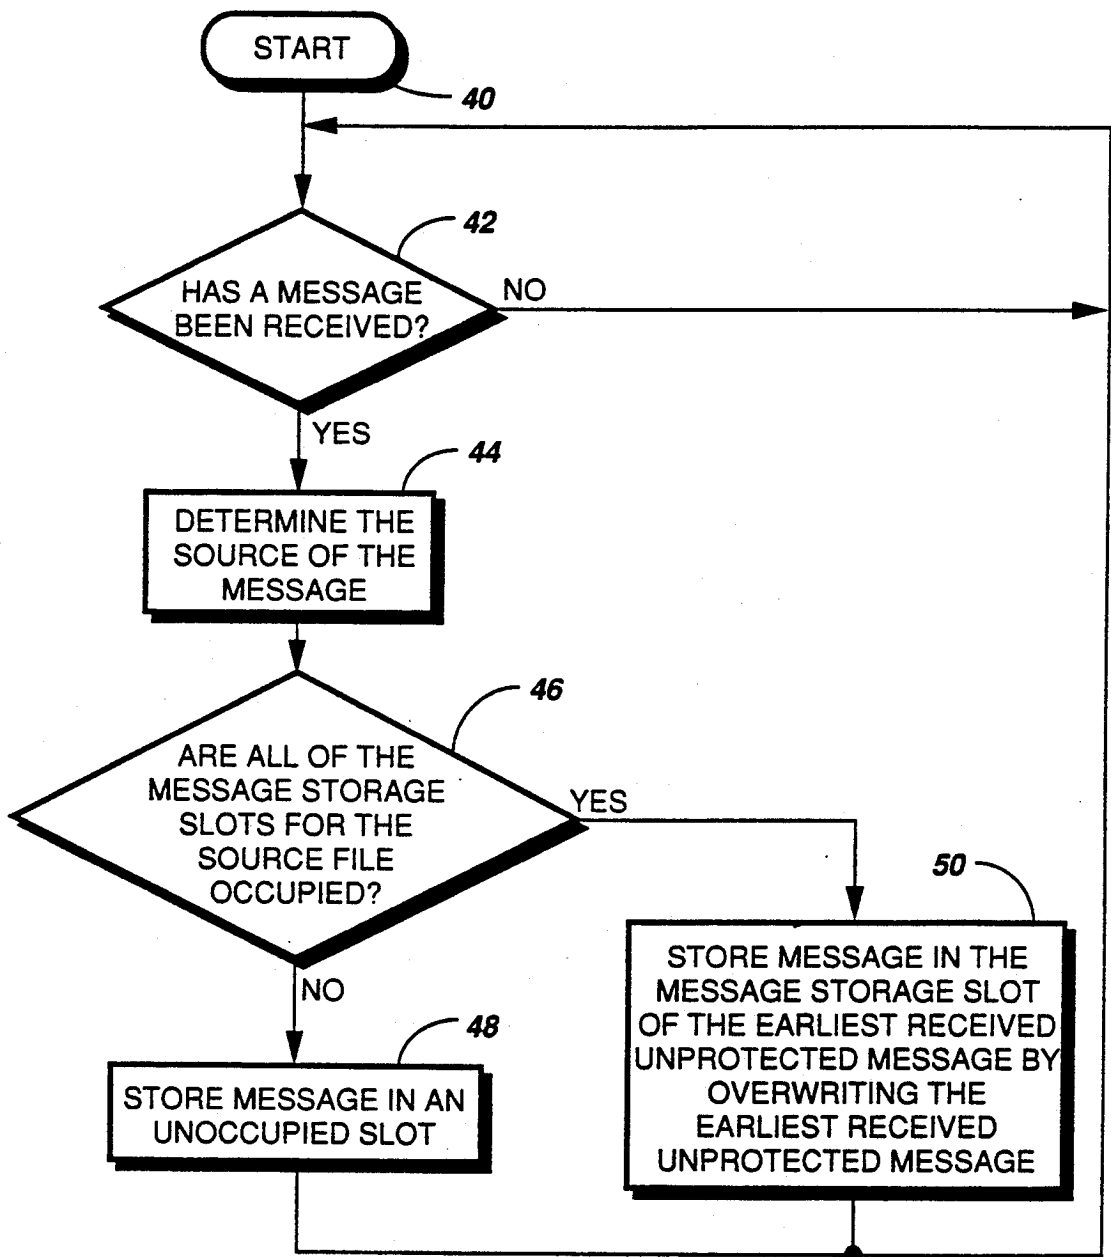 START
40
42
HAS A MESSAGE
BEEN RECEIVED?
NO
YES
44
DETERMINE THE
SOURCE OF THE
MESSAGE
46
ARE ALL OF THE
MESSAGE STORAGE
SLOTS FOR THE
SOURCE FILE
OCCUPIED?
YES
NO
48
STORE MESSAGE IN AN
UNOCCUPIED SLOT
50
STORE MESSAGE IN THE
MESSAGE STORAGE SLOT
OF THE EARLIEST RECEIVED
UNPROTECTED MESSAGE BY
OVERWRITING THE
EARLIEST RECEIVED
UNPROTECTED MESSAGE